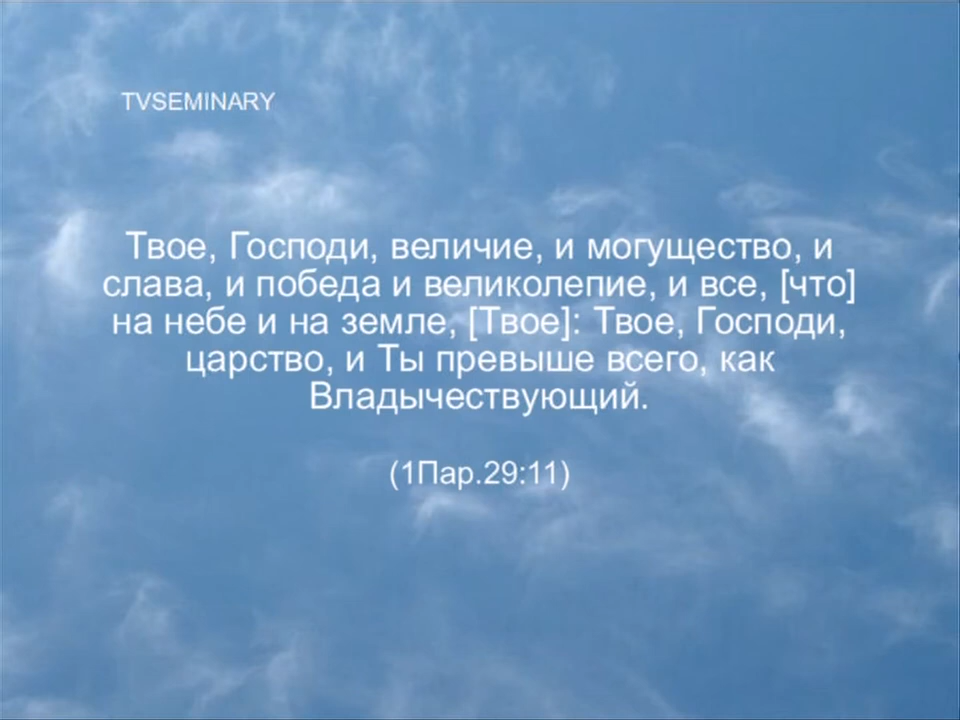 TVSEMINARY
Твое, Господи, величие, и могущество, и
слава, и победа и великолепие, и все, [что]
на небе и на земле, [Твое]: Твое, Господи,
царство, и Ты превыше всего, как
Владычествующий.
(1Пар.29:11)